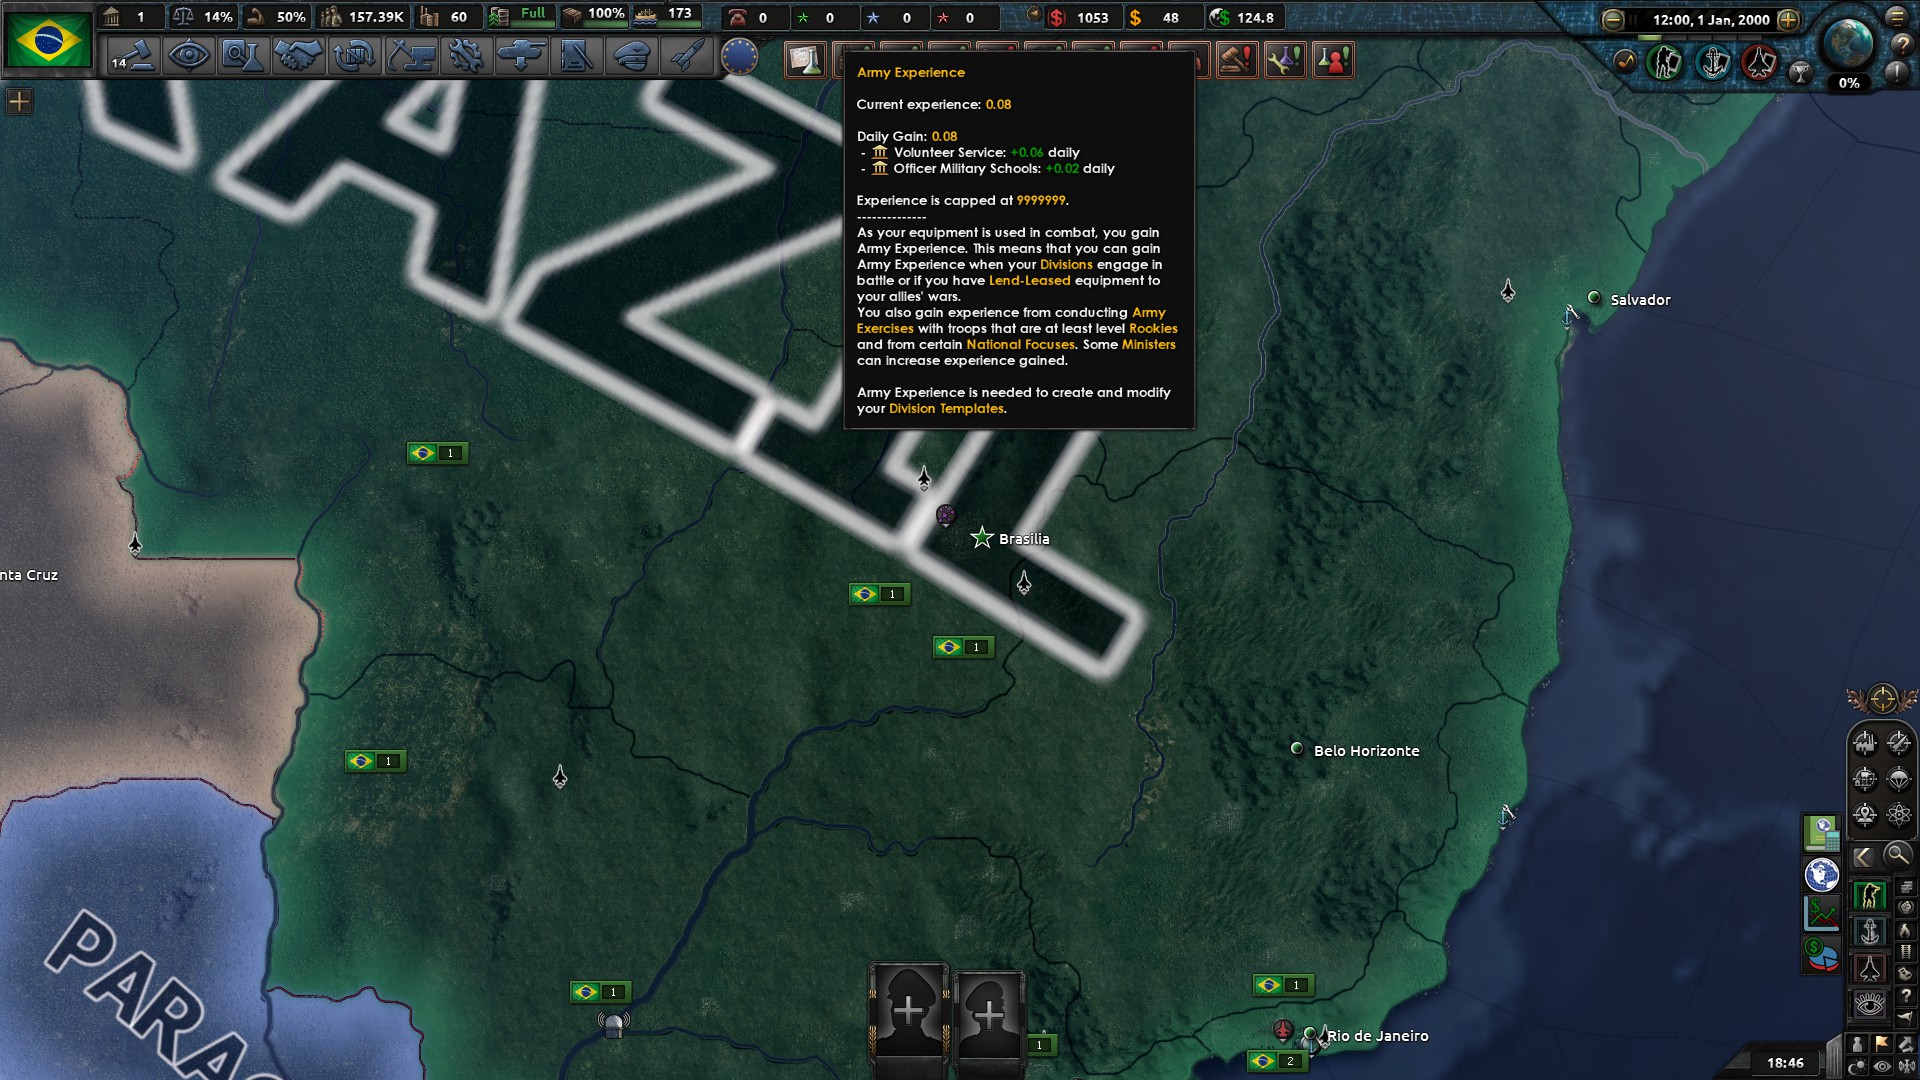 1
14%
50%
157.39K
60
Full
100%
173
0
0
0
0
1053
48
124.8
12:00, 1 Jan, 2000
14
0%
Army Experience
Current experience: 0.08
Daily Gain: 0.08
- Volunteer Service: +0.06 daily
- Officer Military Schools: +0.02 daily
Experience is capped at 9999999.
--------------
As your equipment is used in combat, you gain
Army Experience. This means that you can gain
Army Experience when your Divisions engage in
battle or if you have Lend-Leased equipment to
your allies' wars.
You also gain experience from conducting Army
Exercises with troops that are at least level Rookies
and from certain National Focuses. Some Ministers
can increase experience gained.
Army Experience is needed to create and modify
your Division Templates.
Salvador
1
Brasilia
nta Cruz
1
1
Belo Horizonte
1
PARA
1
1
Rio de Janeiro
1
2
18:46